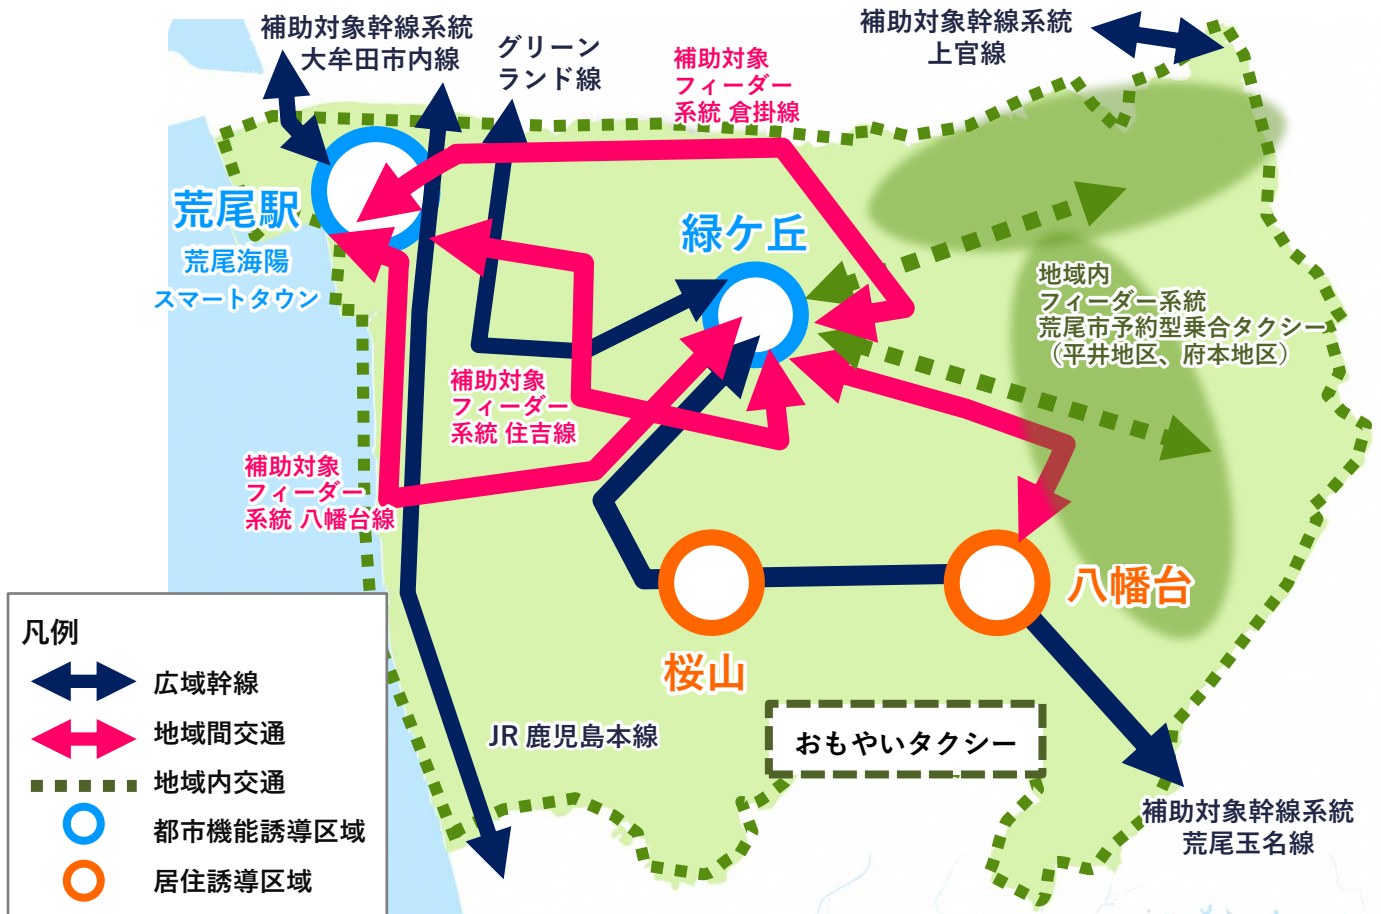 補助対象幹線系統
大牟田市内線
グリーン
ランド線
補助対象
フィーダー
系統 倉掛線
補助対象幹線系統
上官線
荒尾駅
荒尾海陽
スマートタウン
緑ケ丘
地域内
フィーダー系統
荒尾市予約型乗合タクシー
（平井地区、府本地区）
補助対象
フィーダー
系統 住吉線
補助対象
フィーダー
系統 八幡台線
桜山
八幡台
JR 鹿児島本線
おもやいタクシー
補助対象幹線系統
荒尾玉名線
凡例
広域幹線
地域間交通
地域内交通
都市機能誘導区域
居住誘導区域